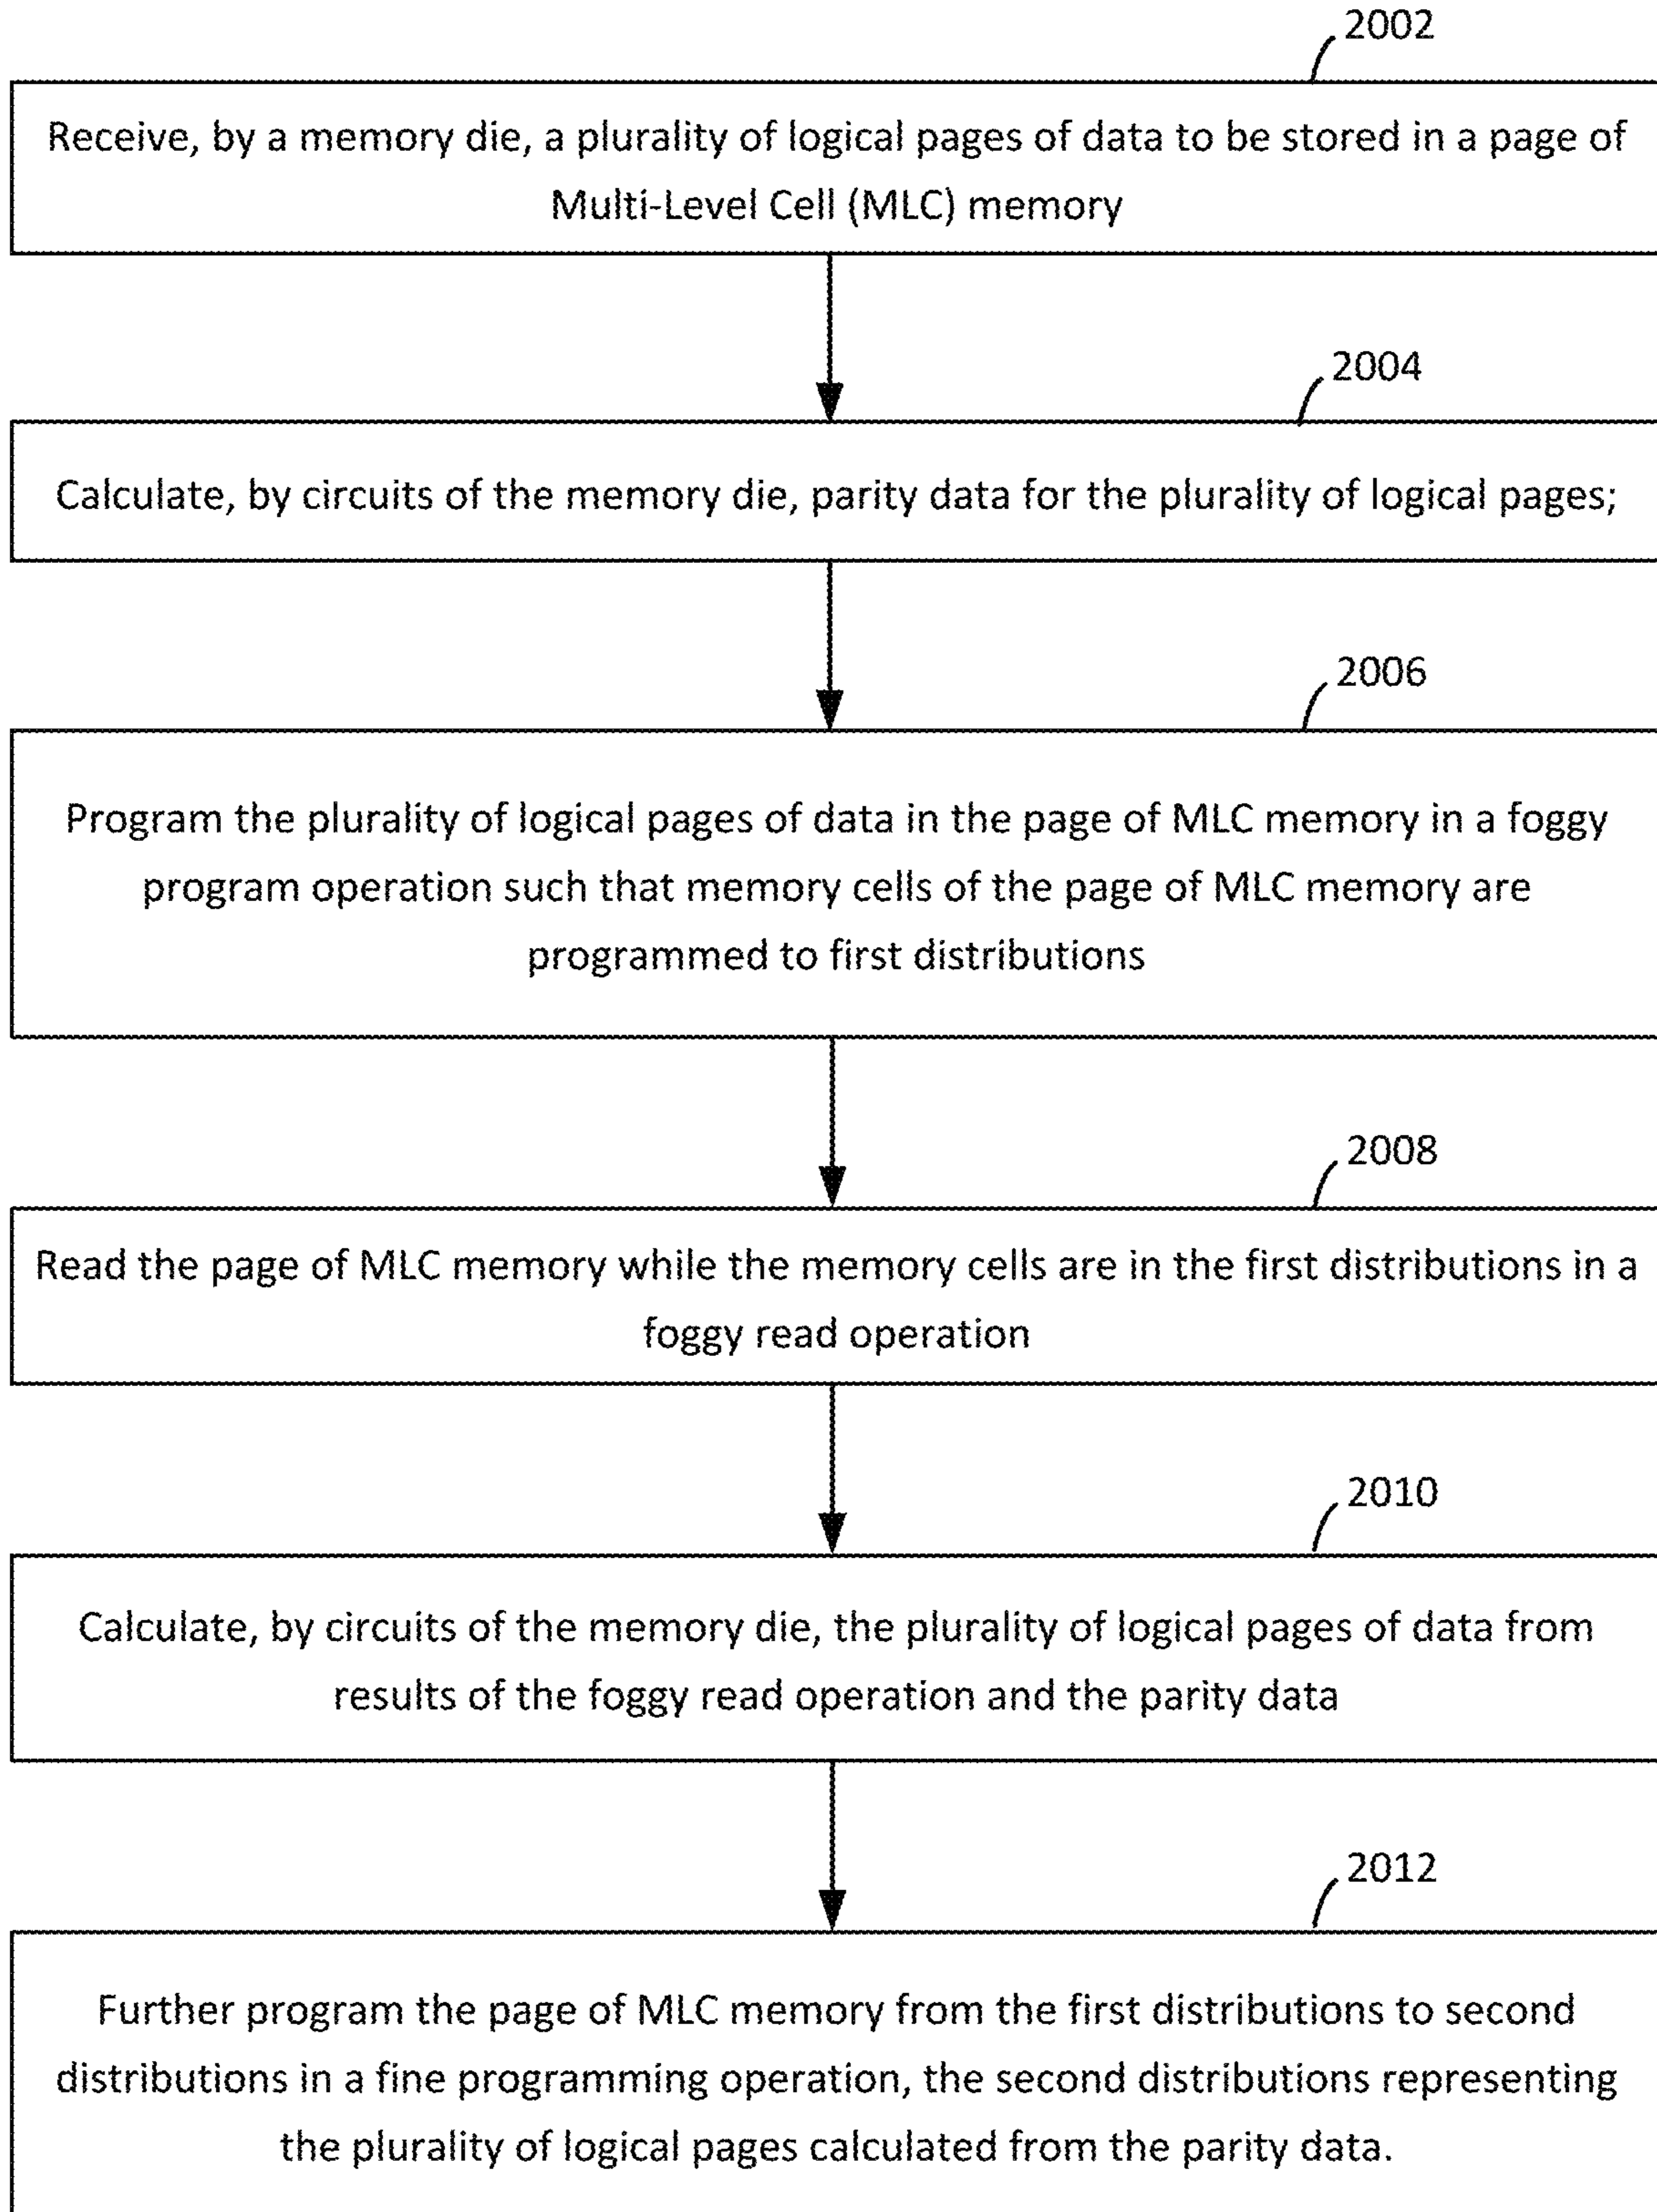 2002
Receive, by a memory die, a plurality of logical pages of data to be stored in a page of
Multi-Level Cell (MLC) memory
2004
Calculate, by circuits of the memory die, parity data for the plurality of logical pages;
2006
Program the plurality of logical pages of data in the page of MLC memory in a foggy
program operation such that memory cells of the page of MLC memory are
programmed to first distributions
2008
Read the page of MLC memory while the memory cells are in the first distributions in a
foggy read operation
2010
Calculate, by circuits of the memory die, the plurality of logical pages of data from
results of the foggy read operation and the parity data
2012
Further program the page of MLC memory from the first distributions to second
distributions in a fine programming operation, the second distributions representing
the plurality of logical pages calculated from the parity data.